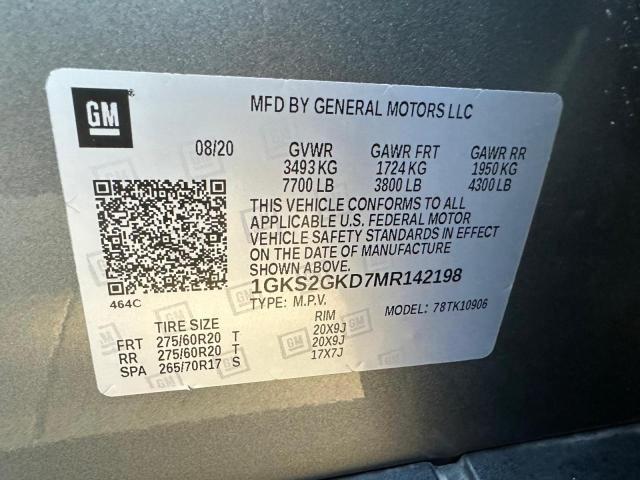 GM
MFD BY GENERAL MOTORS LLC
08/20 GVWR GAWR FRT GAWR RR
3493 KG 1724 KG 1950 KG
7700 LB 3800 LB 4300 LB
THIS VEHICLE CONFORMS TO ALL
APPLICABLE U.S. FEDERAL MOTOR
VEHICLE SAFETY STANDARDS IN EFFECT
ON THE DATE OF MANUFACTURE
SHOWN ABOVE.
464C
1GKS2GKD7MR142198
TYPE: M.P.V. MODEL: 78TK10906
TIRE SIZE RIM
FRT 275/60R20 T 20X9J
RR 275/60R20 T 20X9J
SPA 265/70R17 S 17X7J